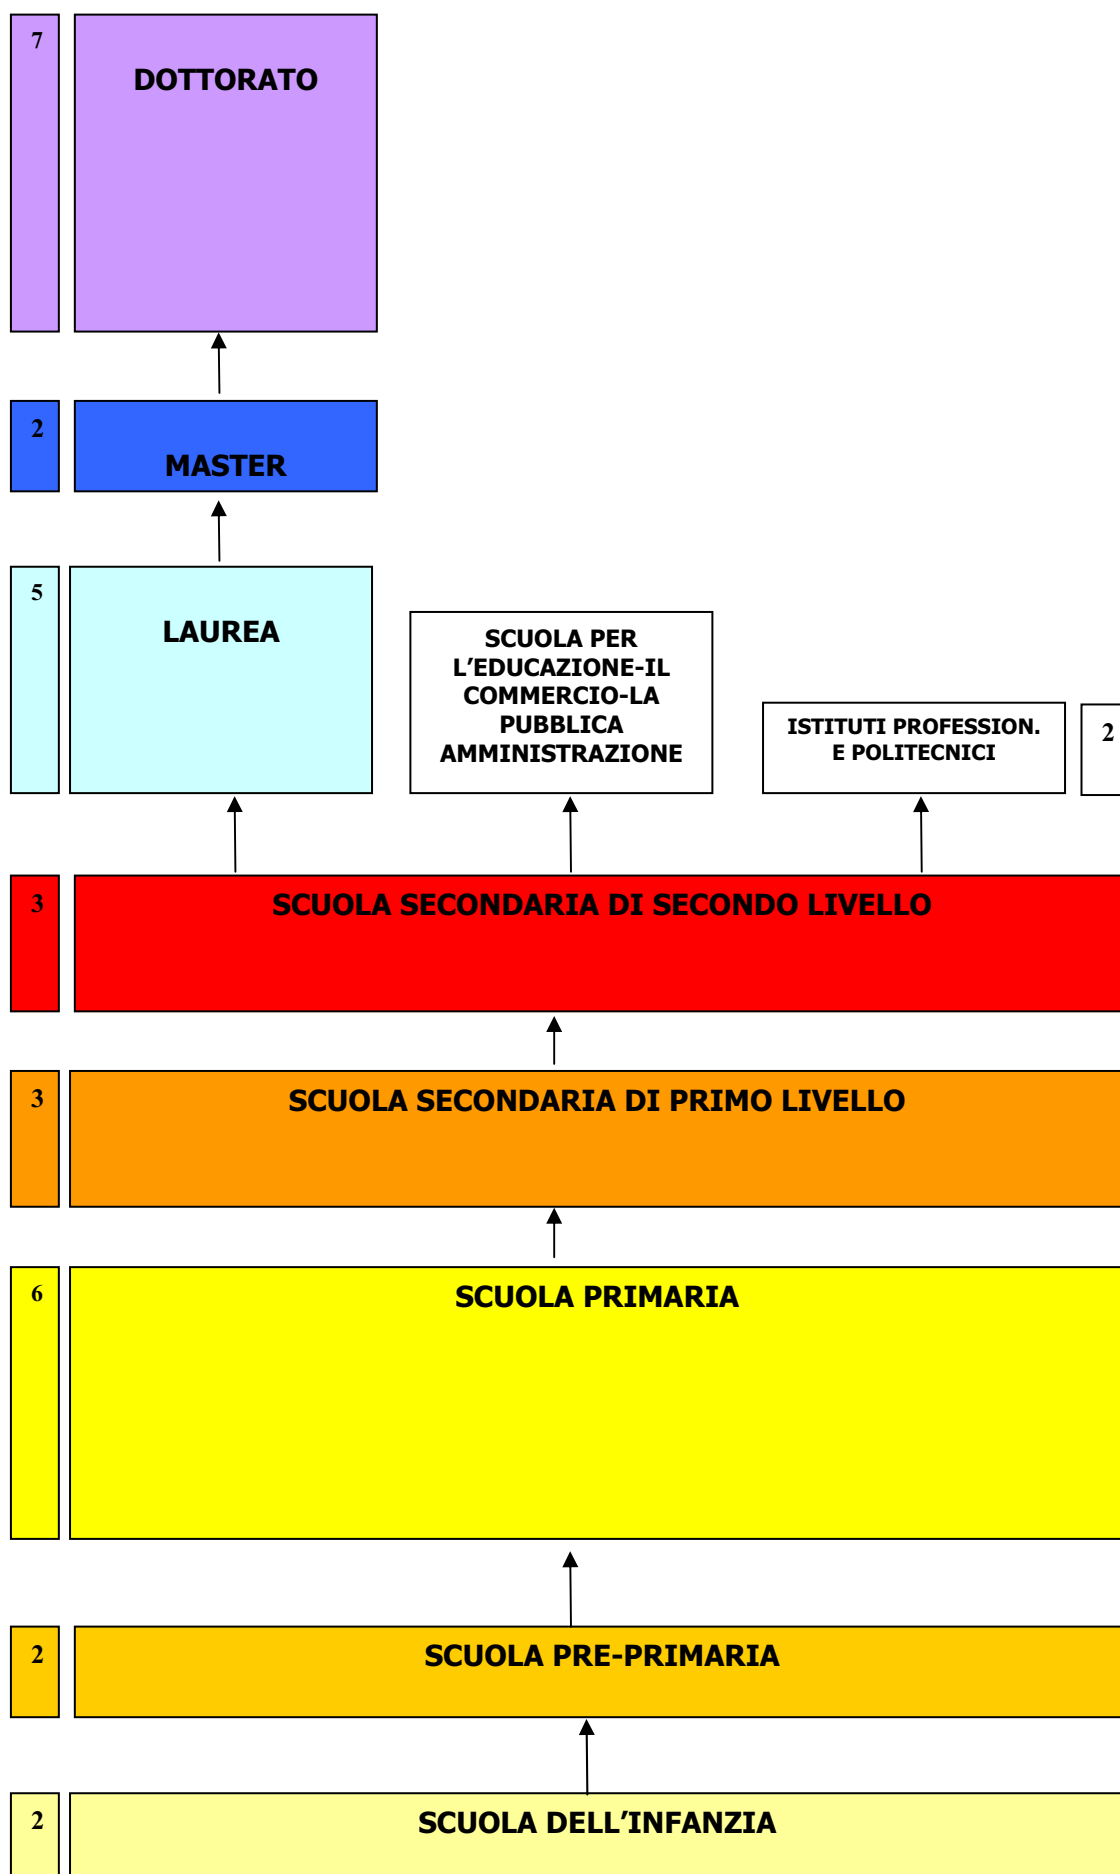 7
DOTTORATO
2
MASTER
5
LAUREA
SCUOLA PER
L’EDUCAZIONE-IL
COMMERCIO-LA
PUBBLICA
AMMINISTRAZIONE
ISTITUTI PROFESSION.
E POLITECNICI
2
3
SCUOLA SECONDARIA DI SECONDO LIVELLO
3
SCUOLA SECONDARIA DI PRIMO LIVELLO
6
SCUOLA PRIMARIA
2
SCUOLA PRE-PRIMARIA
2
SCUOLA DELL’INFANZIA